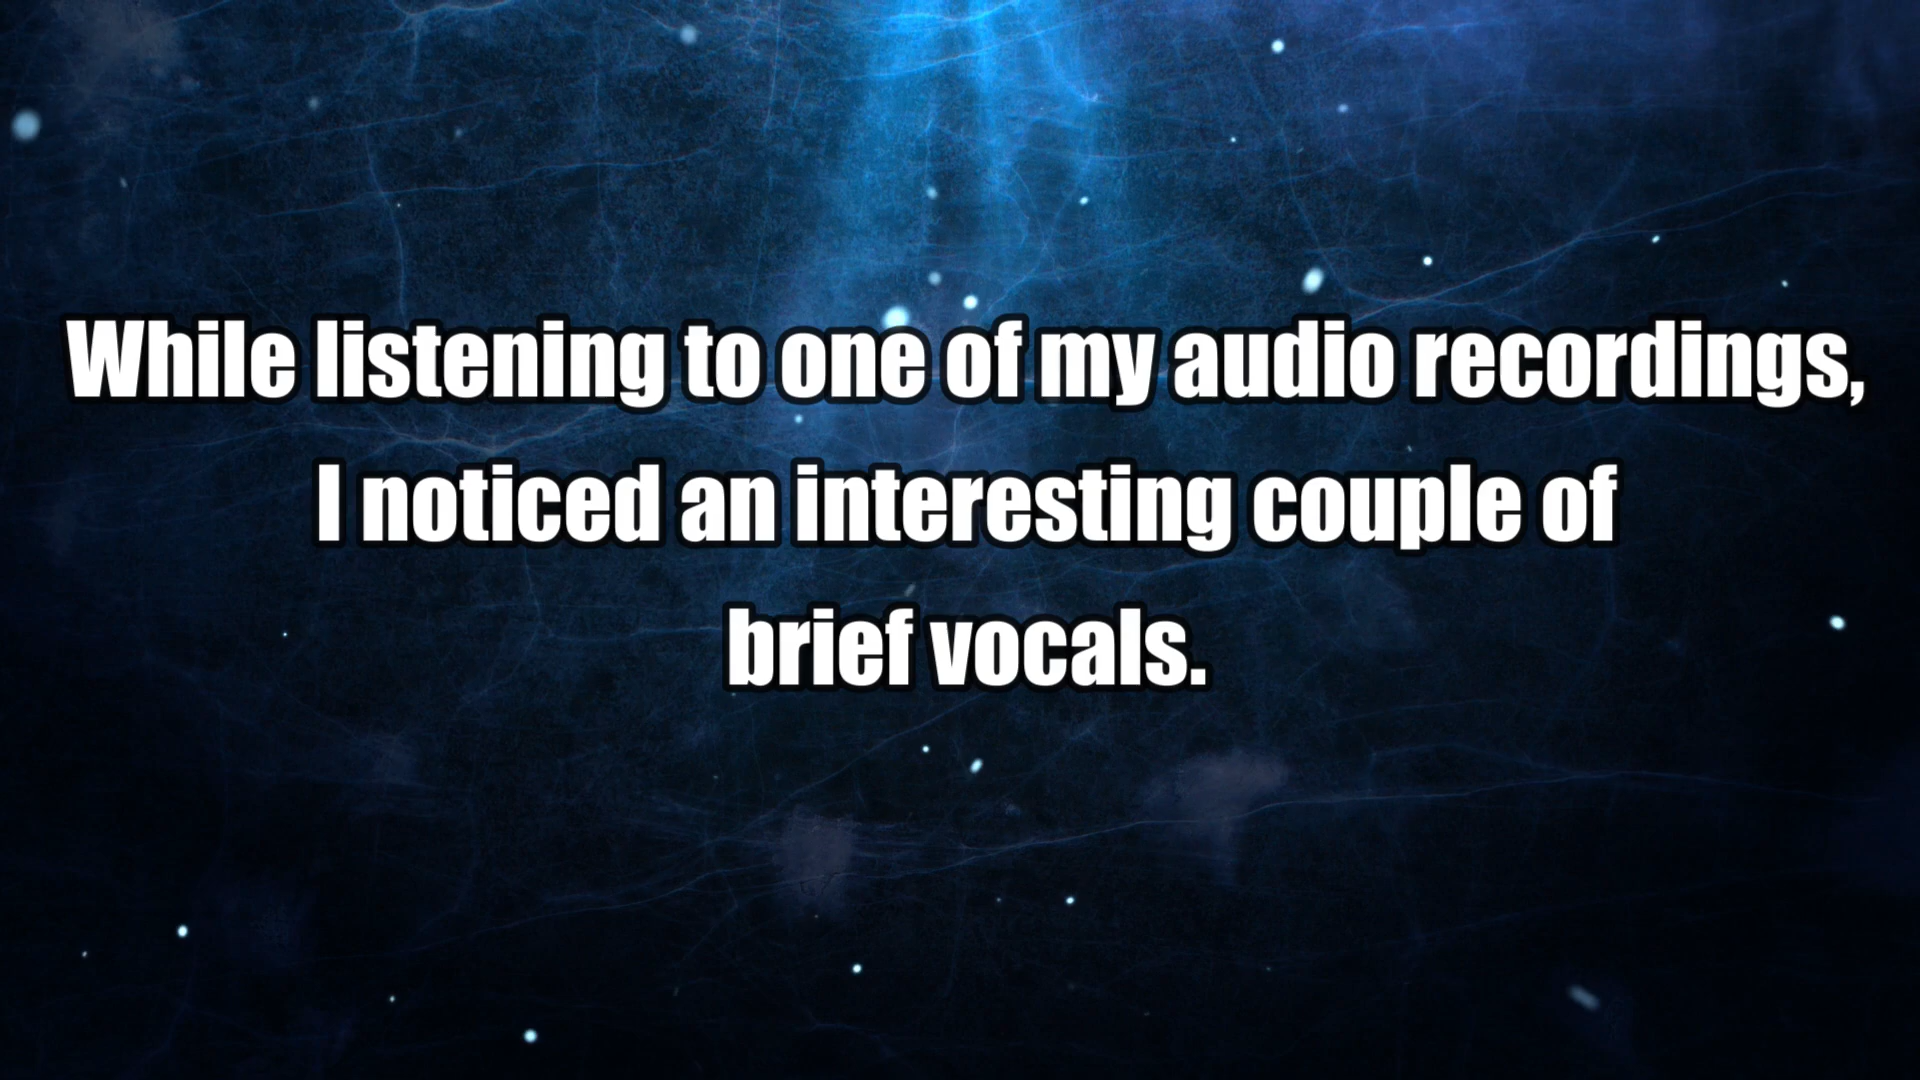 While listening to one of my audio recordings,
I noticed an interesting couple of
brief vocals.